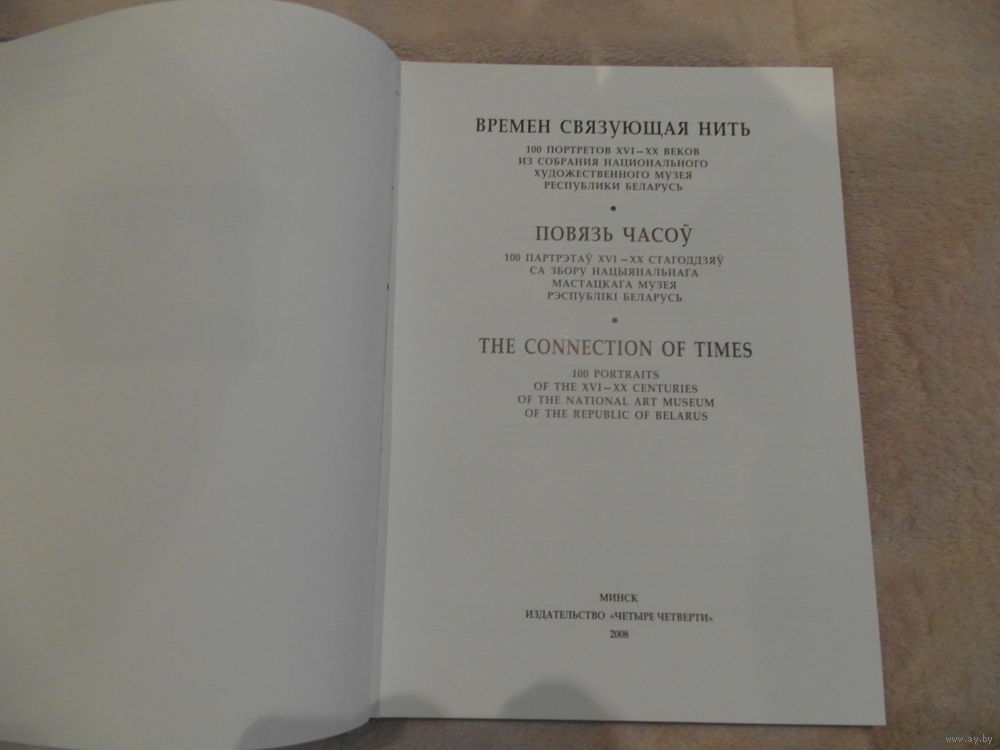 ВРЕМЕН СВЯЗУЮЩАЯ НИТЬ
100 ПОРТРЕТОВ XVI–XX ВЕКОВ
ИЗ СОБРАНИЯ НАЦИОНАЛЬНОГО
ХУДОЖЕСТВЕННОГО МУЗЕЯ
РЕСПУБЛИКИ БЕЛАРУСЬ
•
ПОВЯЗЬ ЧАСОЎ
100 ПАРТРЭТАЎ XVI–XX СТАГОДДЗЯЎ
СА ЗБОРУ НАЦЫЯНАЛЬНАГА
МАСТАЦКАГА МУЗЕЯ
РЭСПУБЛІКІ БЕЛАРУСЬ
•
THE CONNECTION OF TIMES
100 PORTRAITS
OF THE XVI–XX CENTURIES
OF THE NATIONAL ART MUSEUM
OF THE REPUBLIC OF BELARUS
МИНСК
ИЗДАТЕЛЬСТВО «ЧЕТЫРЕ ЧЕТВЕРТИ»
2008
www.ay.by